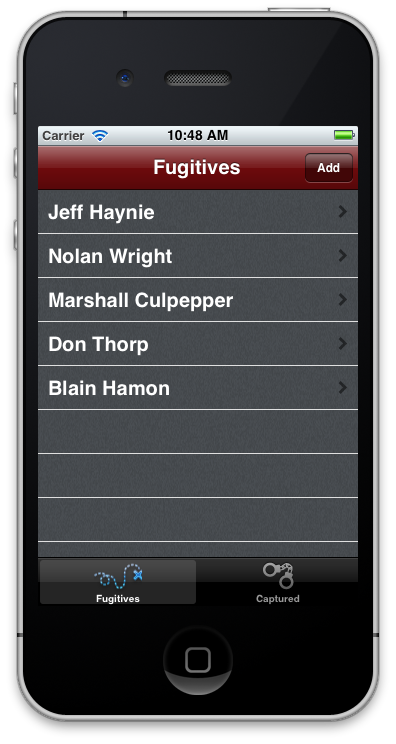 Carrier 10:48 AM
Fugitives Add
Jeff Haynie
Nolan Wright
Marshall Culpepper
Don Thorp
Blain Hamon
Fugitives Captured